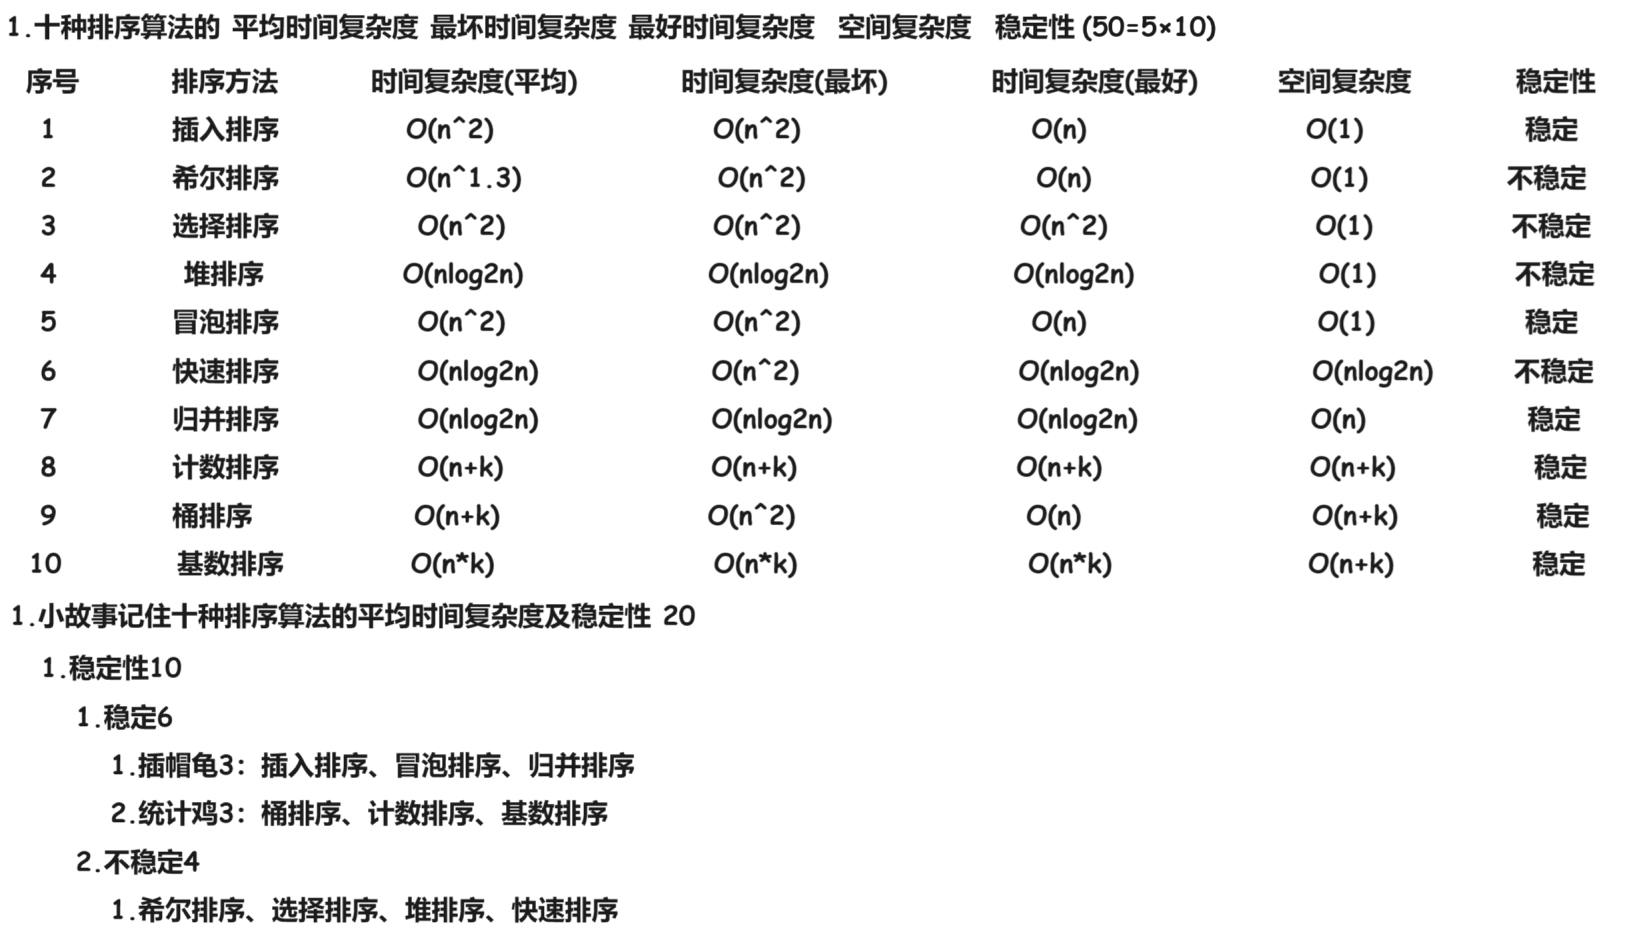 1.十种排序算法的 平均时间复杂度 最坏时间复杂度 最好时间复杂度 空间复杂度 稳定性 (50=5×10)
序号 排序方法 时间复杂度(平均) 时间复杂度(最坏) 时间复杂度(最好) 空间复杂度 稳定性
1 插入排序 O(n^2) O(n^2) O(n) O(1) 稳定
2 希尔排序 O(n^1.3) O(n^2) O(n) O(1) 不稳定
3 选择排序 O(n^2) O(n^2) O(n^2) O(1) 不稳定
4 堆排序 O(nlog2n) O(nlog2n) O(nlog2n) O(1) 不稳定
5 冒泡排序 O(n^2) O(n^2) O(n) O(1) 稳定
6 快速排序 O(nlog2n) O(n^2) O(nlog2n) O(nlog2n) 不稳定
7 归并排序 O(nlog2n) O(nlog2n) O(nlog2n) O(n) 稳定
8 计数排序 O(n+k) O(n+k) O(n+k) O(n+k) 稳定
9 桶排序 O(n+k) O(n^2) O(n) O(n+k) 稳定
10 基数排序 O(n*k) O(n*k) O(n*k) O(n+k) 稳定
1.小故事记住十种排序算法的平均时间复杂度及稳定性 20
1.稳定性10
1.稳定6
1.插帽龟3：插入排序、冒泡排序、归并排序
2.统计鸡3：桶排序、计数排序、基数排序
2.不稳定4
1.希尔排序、选择排序、堆排序、快速排序